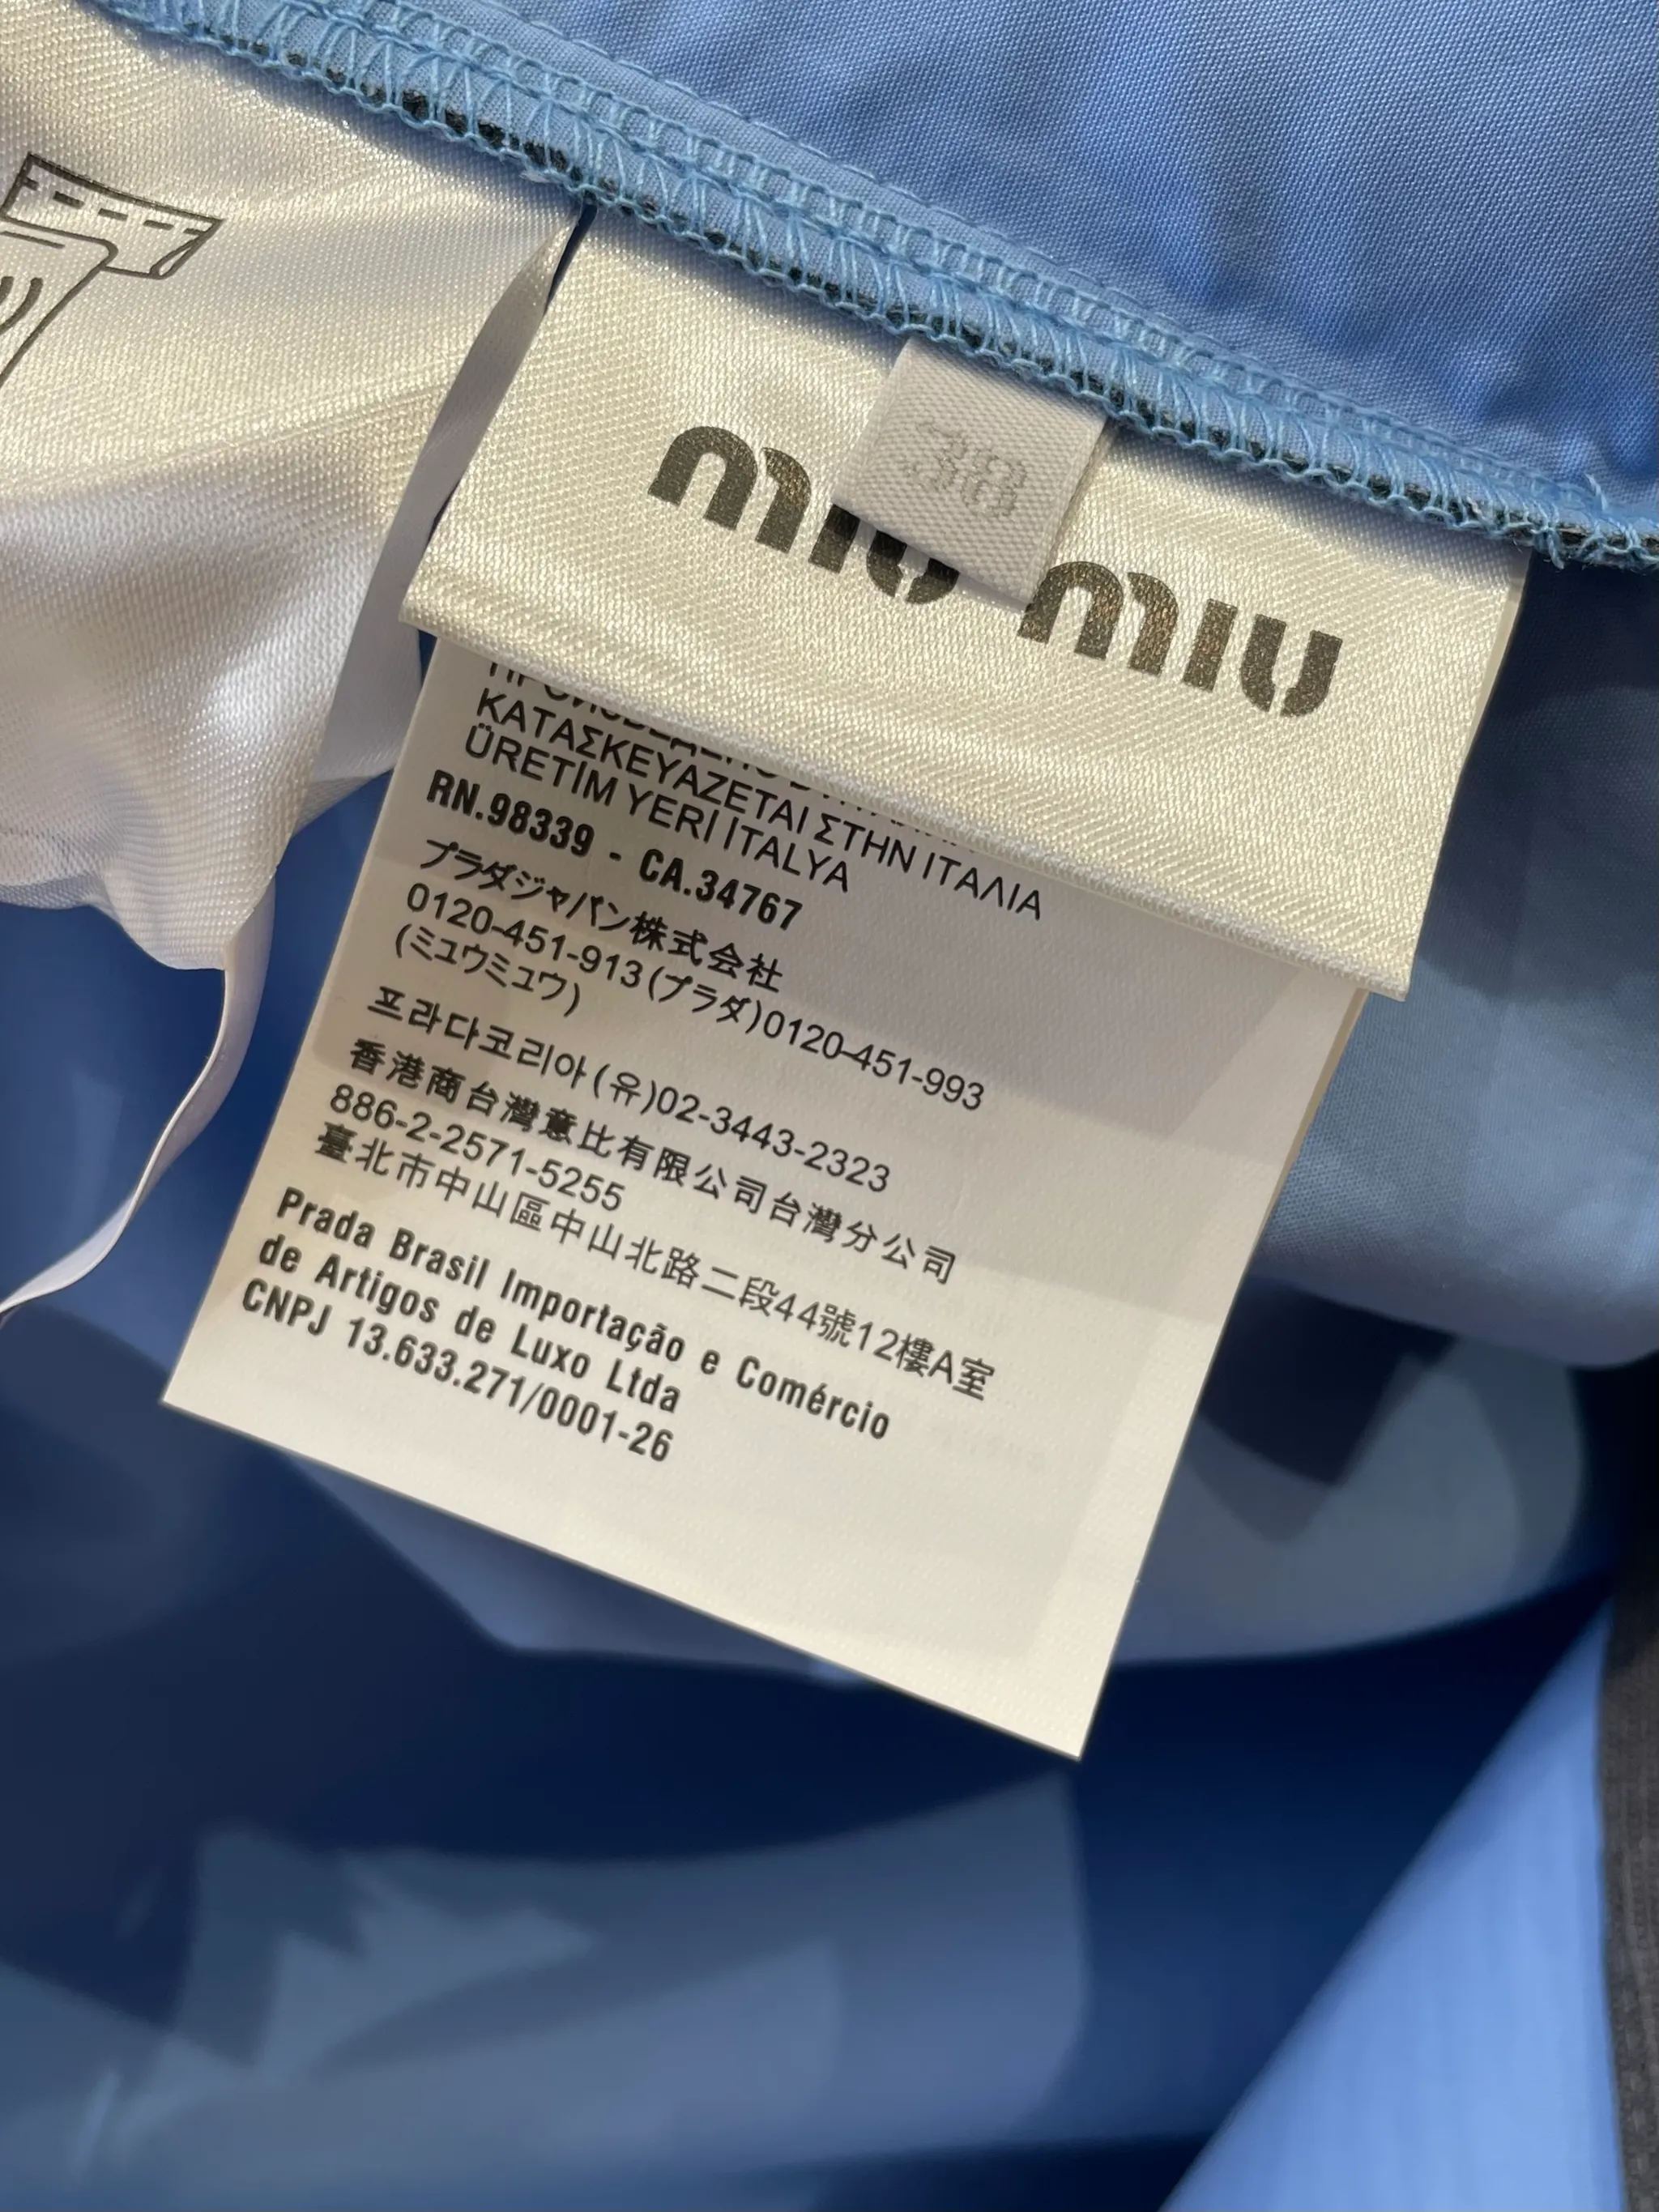 38
miu miu
ΚΑΤΑΣΚΕΥΑΖΕΤΑΙ ΣΤΗΝ ΙΤΑΛΙΑ
ÜRETİM YERİ ITALYA
RN.98339 - CA.34767
プラダジャパン株式会社
0120-451-913(プラダ)0120-451-993
(ミュウミュウ)
프라다코리아(유)02-3443-2323
香港商台灣意比有限公司台灣分公司
886-2-2571-5255
臺北市中山區中山北路二段44號12樓A室
Prada Brasil Importação e Comércio
de Artigos de Luxo Ltda
CNPJ 13.633.271/0001-26